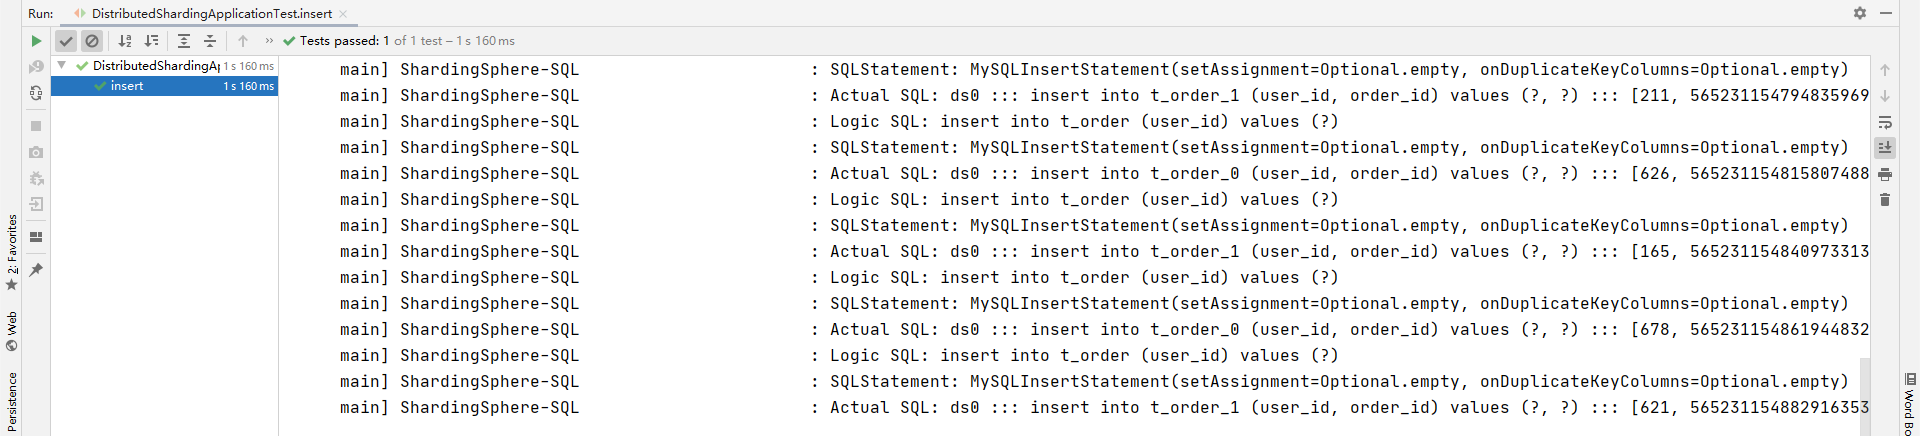 Run: DistributedShardingApplicationTest.insert
Tests passed: 1 of 1 test – 1 s 160 ms
DistributedShardingAp 1 s 160 ms
insert 1 s 160 ms
main] ShardingSphere-SQL : SQLStatement: MySQLInsertStatement(setAssignment=Optional.empty, onDuplicateKeyColumns=Optional.empty)
main] ShardingSphere-SQL : Actual SQL: ds0 ::: insert into t_order_1 (user_id, order_id) values (?, ?) ::: [211, 565231154794835969
main] ShardingSphere-SQL : Logic SQL: insert into t_order (user_id) values (?)
main] ShardingSphere-SQL : SQLStatement: MySQLInsertStatement(setAssignment=Optional.empty, onDuplicateKeyColumns=Optional.empty)
main] ShardingSphere-SQL : Actual SQL: ds0 ::: insert into t_order_0 (user_id, order_id) values (?, ?) ::: [626, 565231154815807488
main] ShardingSphere-SQL : Logic SQL: insert into t_order (user_id) values (?)
main] ShardingSphere-SQL : SQLStatement: MySQLInsertStatement(setAssignment=Optional.empty, onDuplicateKeyColumns=Optional.empty)
main] ShardingSphere-SQL : Actual SQL: ds0 ::: insert into t_order_1 (user_id, order_id) values (?, ?) ::: [165, 565231154840973313
main] ShardingSphere-SQL : Logic SQL: insert into t_order (user_id) values (?)
main] ShardingSphere-SQL : SQLStatement: MySQLInsertStatement(setAssignment=Optional.empty, onDuplicateKeyColumns=Optional.empty)
main] ShardingSphere-SQL : Actual SQL: ds0 ::: insert into t_order_0 (user_id, order_id) values (?, ?) ::: [678, 565231154861944832
main] ShardingSphere-SQL : Logic SQL: insert into t_order (user_id) values (?)
main] ShardingSphere-SQL : SQLStatement: MySQLInsertStatement(setAssignment=Optional.empty, onDuplicateKeyColumns=Optional.empty)
main] ShardingSphere-SQL : Actual SQL: ds0 ::: insert into t_order_1 (user_id, order_id) values (?, ?) ::: [621, 565231154882916353
2: Favorites
Web
Persistence
Word Bo